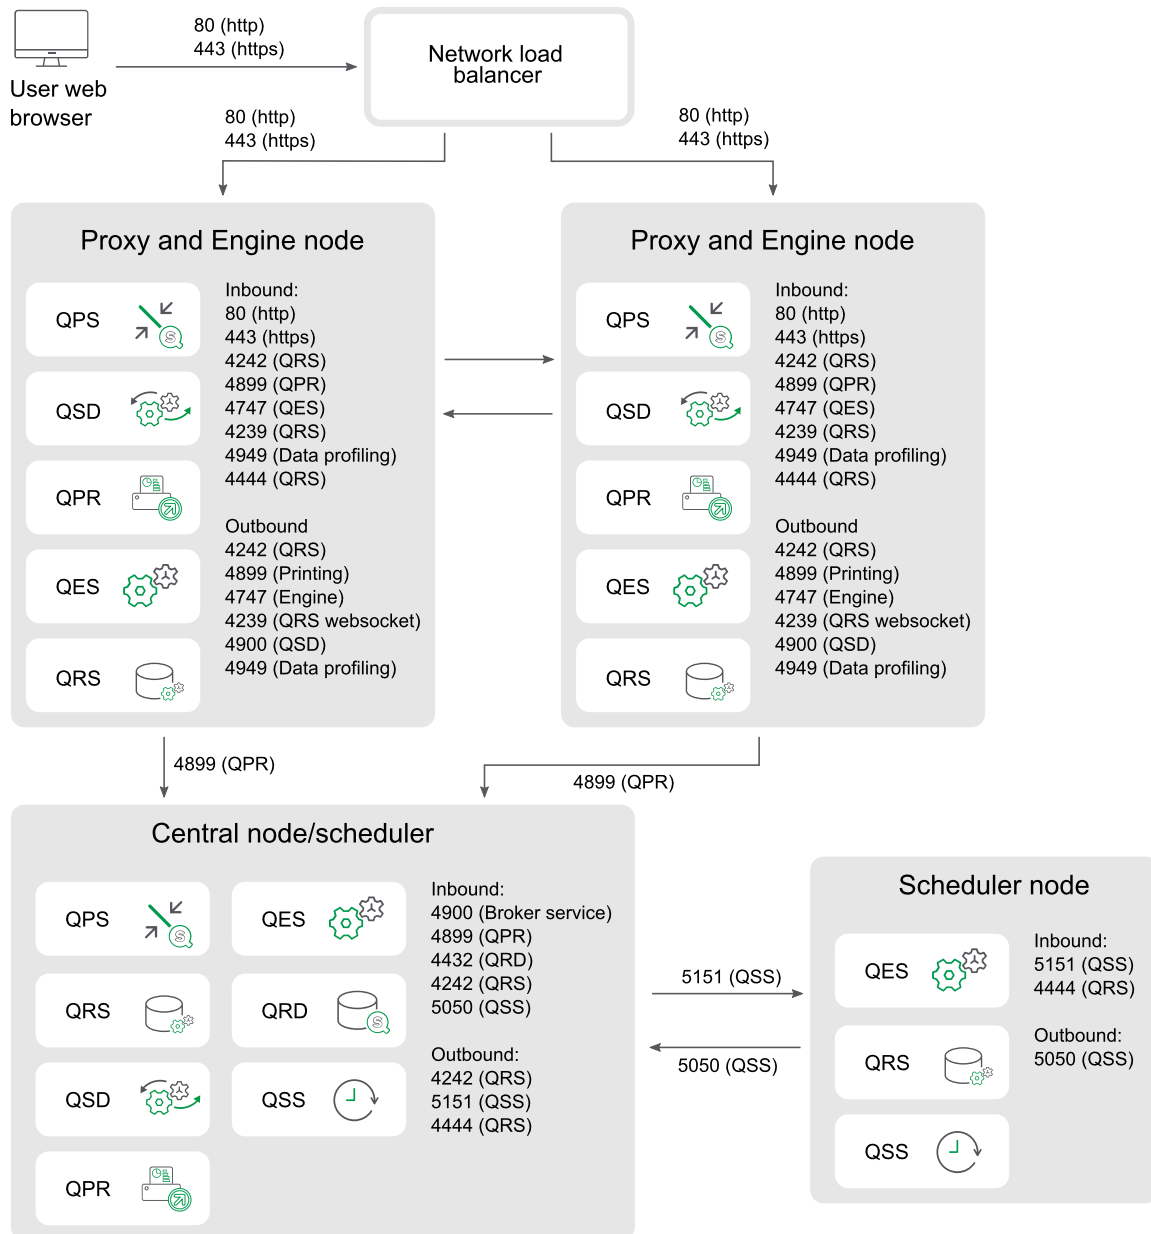 80 (http)
443 (https)
User web
browser
Network load
balancer
80 (http)
443 (https)
80 (http)
443 (https)
Proxy and Engine node
QPS
QSD
QPR
QES
QRS
Inbound:
80 (http)
443 (https)
4242 (QRS)
4899 (QPR)
4747 (QES)
4239 (QRS)
4949 (Data profiling)
4444 (QRS)
Outbound
4242 (QRS)
4899 (Printing)
4747 (Engine)
4239 (QRS websocket)
4900 (QSD)
4949 (Data profiling)
Proxy and Engine node
QPS
QSD
QPR
QES
QRS
Inbound:
80 (http)
443 (https)
4242 (QRS)
4899 (QPR)
4747 (QES)
4239 (QRS)
4949 (Data profiling)
4444 (QRS)
Outbound
4242 (QRS)
4899 (Printing)
4747 (Engine)
4239 (QRS websocket)
4900 (QSD)
4949 (Data profiling)
4899 (QPR)
4899 (QPR)
Central node/scheduler
QPS
QRS
QSD
QPR
QES
QRD
QSS
Inbound:
4900 (Broker service)
4899 (QPR)
4432 (QRD)
4242 (QRS)
5050 (QSS)
Outbound:
4242 (QRS)
5151 (QSS)
4444 (QRS)
5151 (QSS)
5050 (QSS)
Scheduler node
QES
QRS
QSS
Inbound:
5151 (QSS)
4444 (QRS)
Outbound:
5050 (QSS)